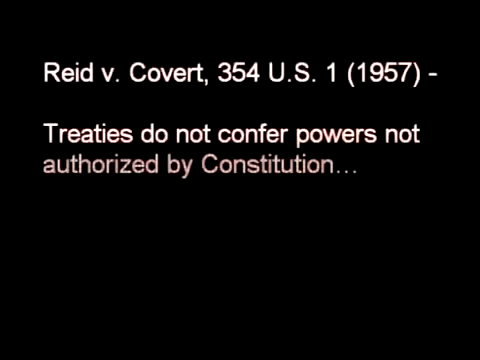 Reid v. Covert, 354 U.S. 1 (1957) -
Treaties do not confer powers not
authorized by Constitution…